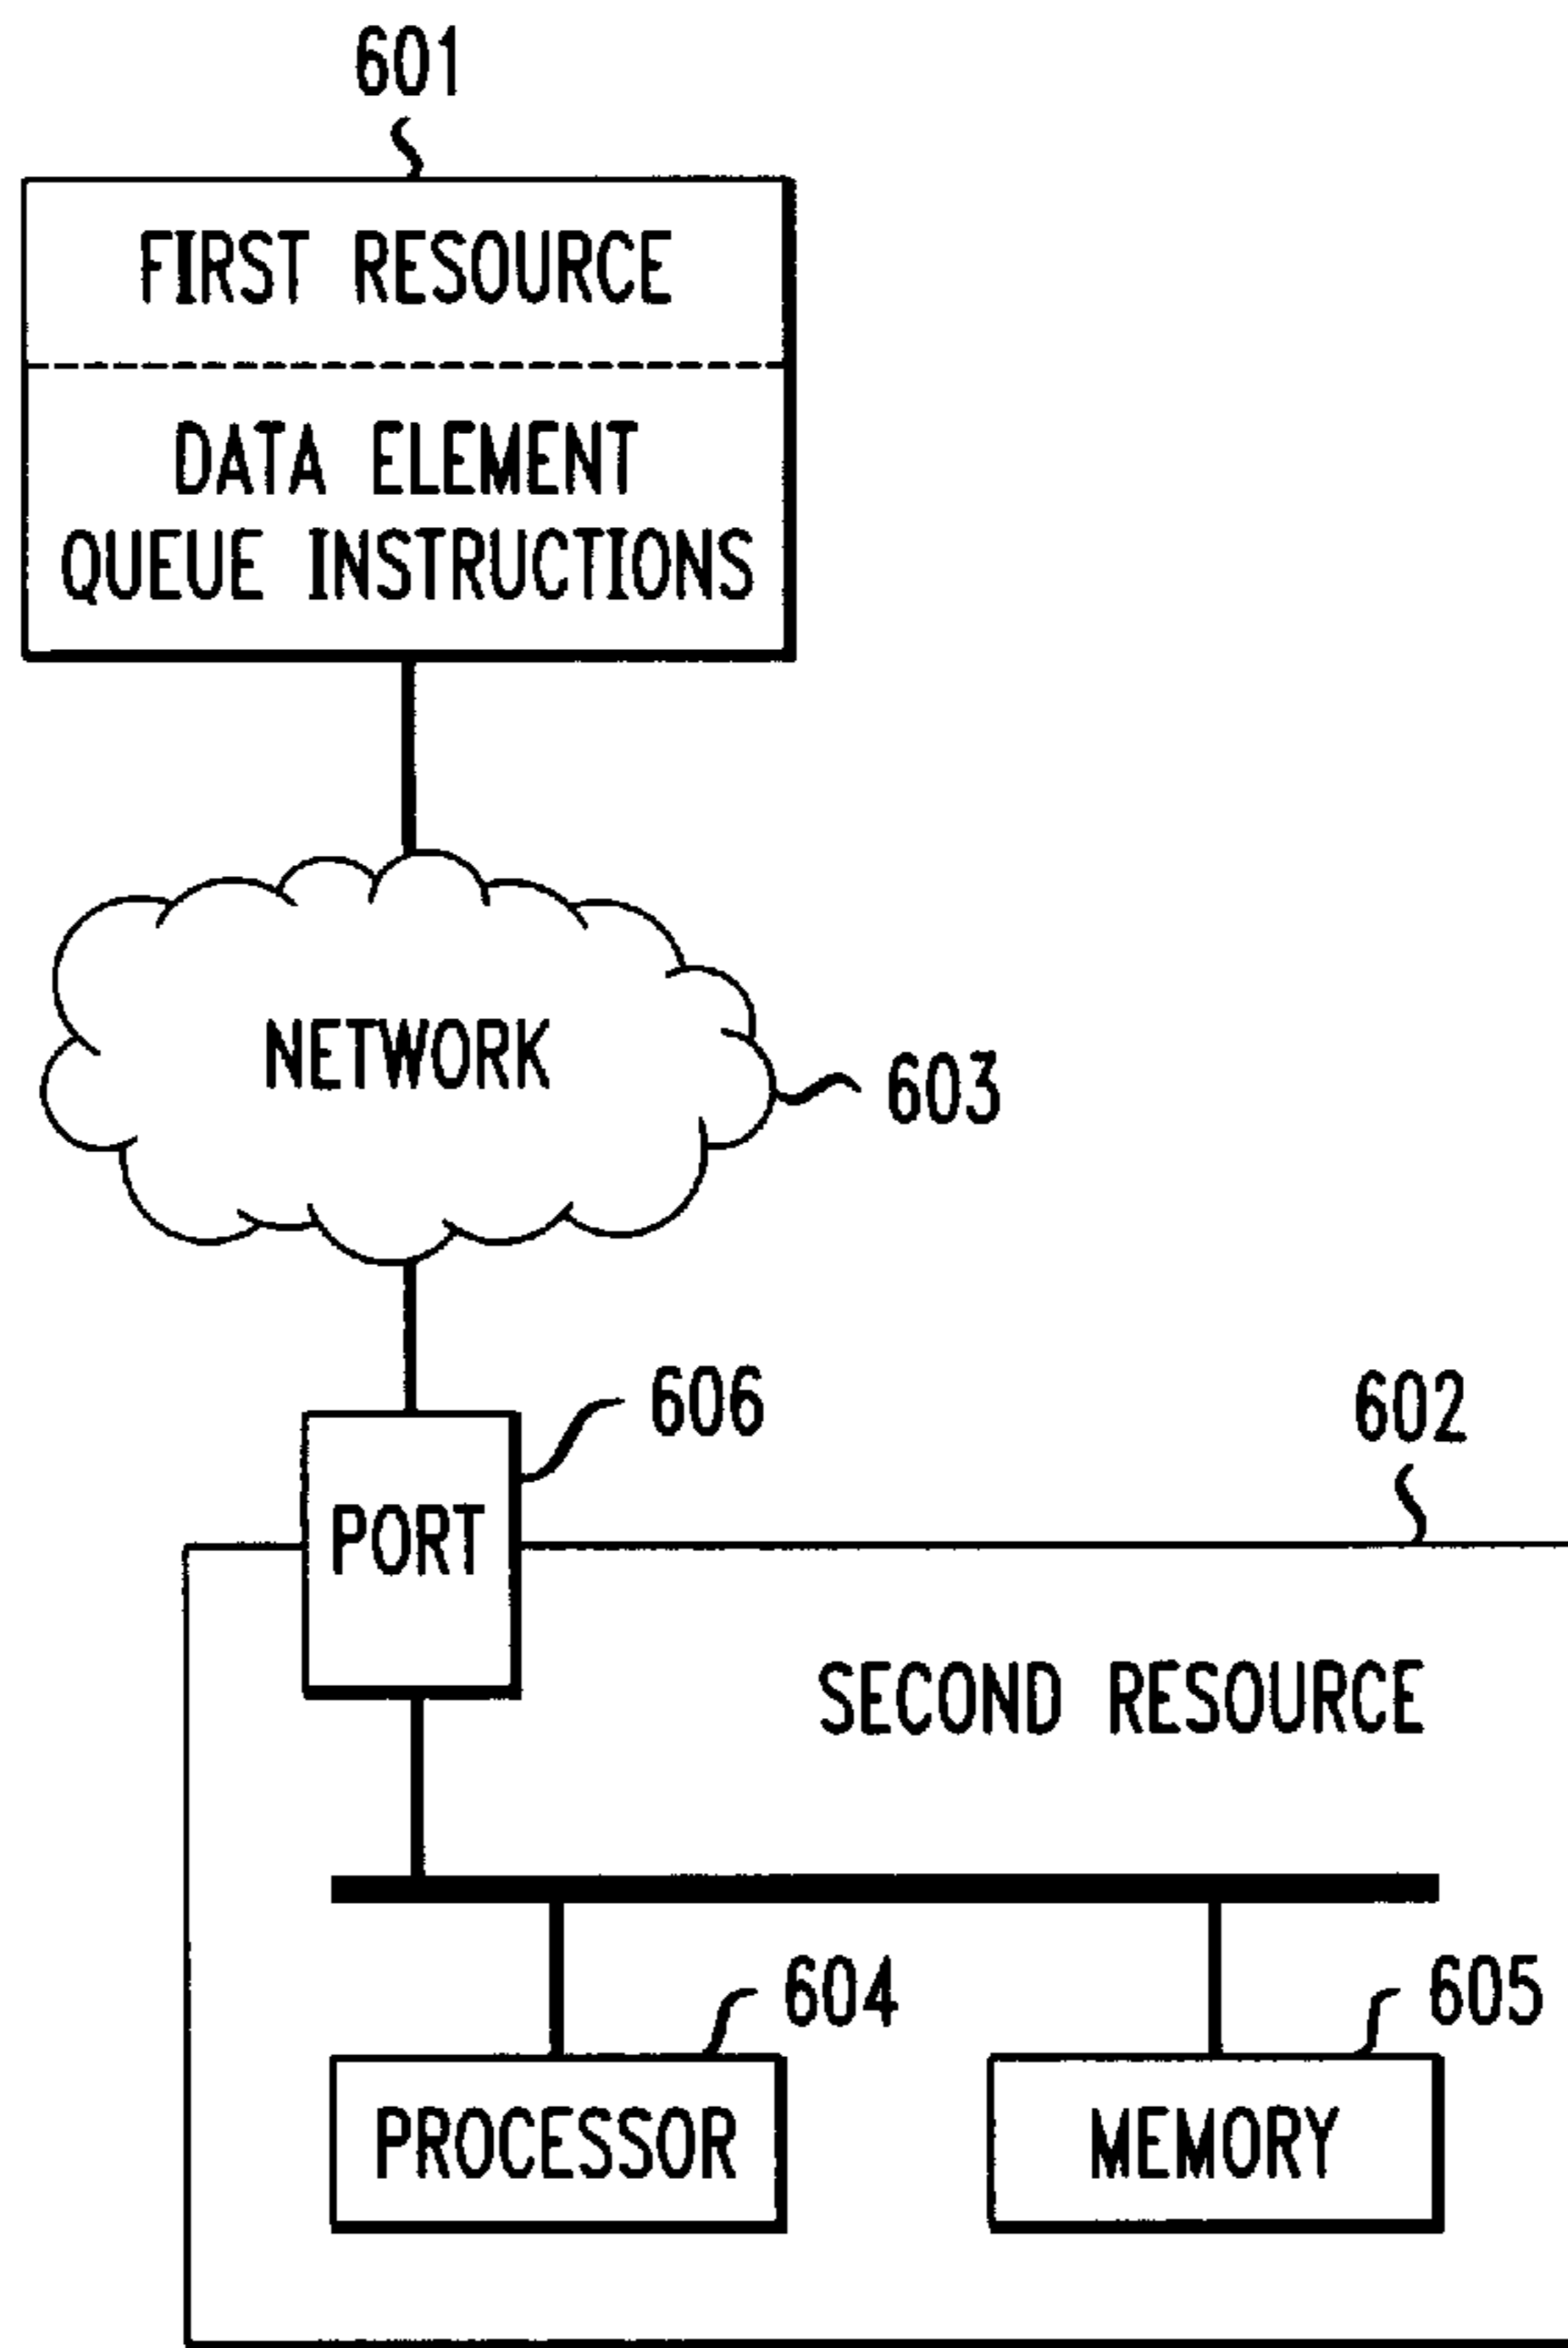 601
FIRST RESOURCE
DATA ELEMENT
QUEUE INSTRUCTIONS
NETWORK
603
606
602
PORT
SECOND RESOURCE
604
605
PROCESSOR
MEMORY